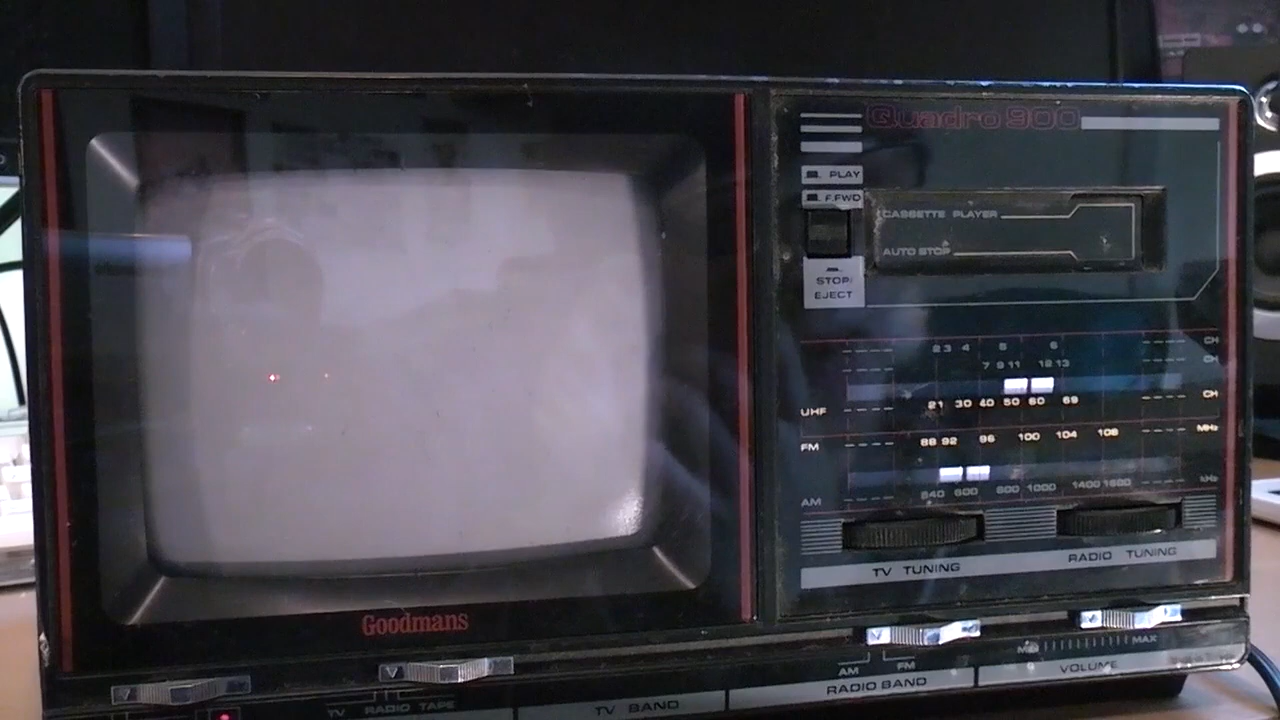 Quadro 900
PLAY
F.FWD
CASSETTE PLAYER
AUTO STOP
STOP/
EJECT
2 3 4 5 6 CH
7 9 11 12 13 CH
UHF 21 30 40 50 60 69 CH
FM 88 92 96 100 104 108 MHz
AM 540 600 800 1000 1400 1600 kHz
TV TUNING
RADIO TUNING
Goodmans
AM FM
MAX
TV RADIO TAPE
TV BAND
RADIO BAND
VOLUME